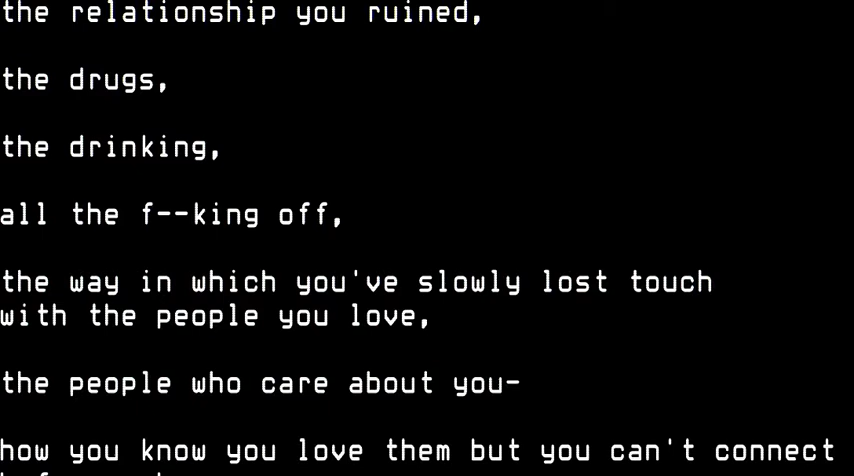 the relationship you ruined,
the drugs,
the drinking,
all the f--king off,
the way in which you've slowly lost touch
with the people you love,
the people who care about you-
how you know you love them but you can't connect